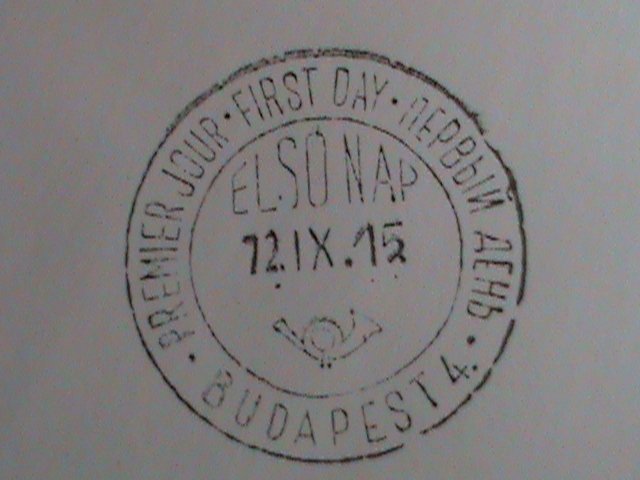 · PREMIER JOUR · FIRST DAY · ПЕРВЫЙ ДЕНЬ ·
ELSŐ NAP
72.IX.15
BUDAPEST 4.